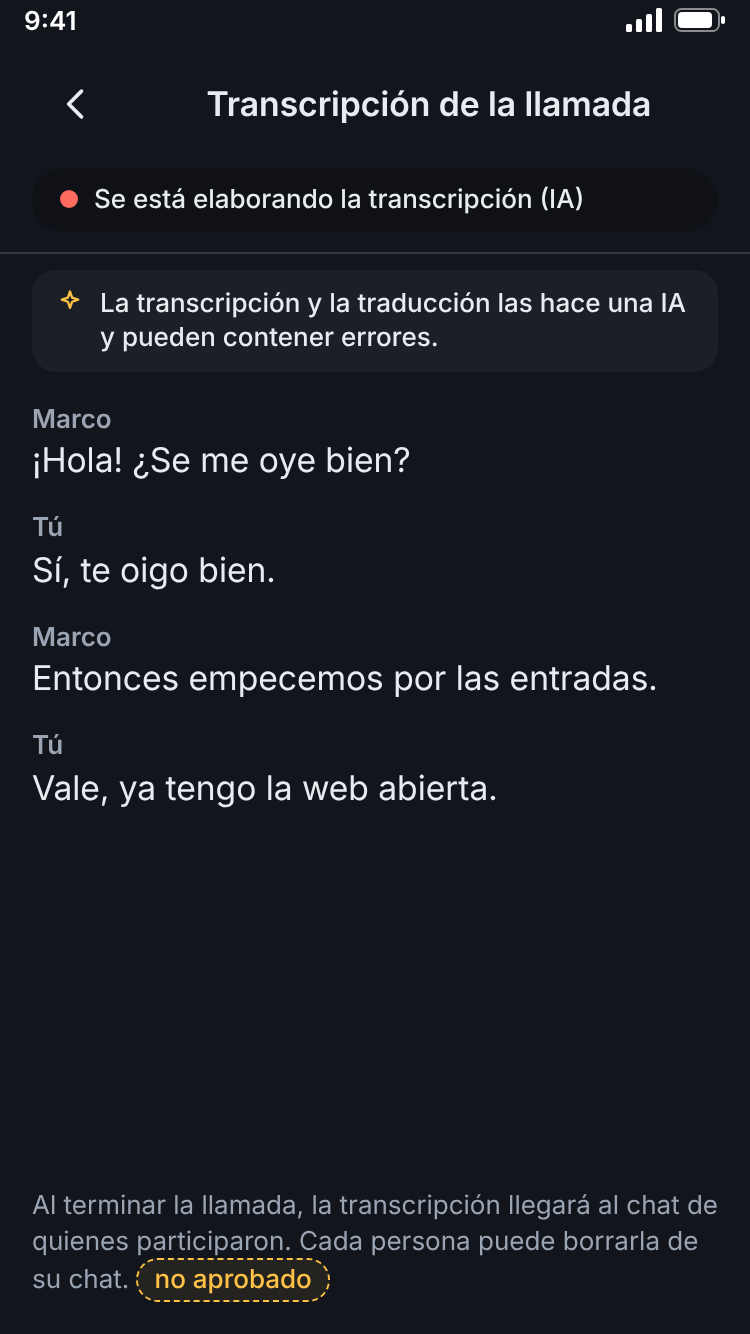 9:41
Transcripción de la llamada
Se está elaborando la transcripción (IA)
La transcripción y la traducción las hace una IA
y pueden contener errores.
Marco
¡Hola! ¿Se me oye bien?
Tú
Sí, te oigo bien.
Marco
Entonces empecemos por las entradas.
Tú
Vale, ya tengo la web abierta.
Al terminar la llamada, la transcripción llegará al chat de
quienes participaron. Cada persona puede borrarla de
su chat. no aprobado